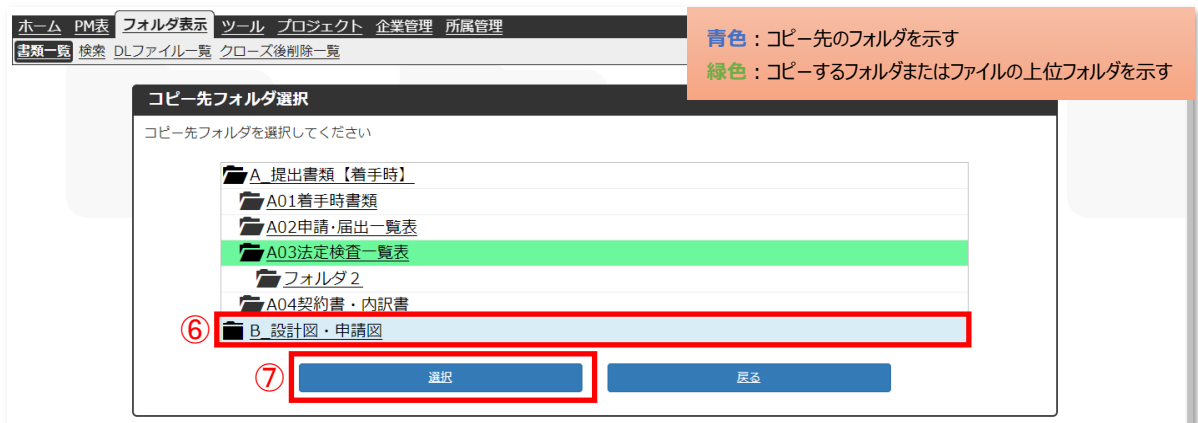 ホーム PM表 フォルダ表示 ツール プロジェクト 企業管理 所属管理
書類一覧 検索 DLファイル一覧 クローズ後削除一覧
青色：コピー先のフォルダを示す
緑色：コピーするフォルダまたはファイルの上位フォルダを示す
コピー先フォルダ選択
コピー先フォルダを選択してください
A_提出書類【着手時】
A01着手時書類
A02申請・届出一覧表
A03法定検査一覧表
フォルダ２
A04契約書・内訳書
⑥ B_設計図・申請図
⑦ 選択 戻る